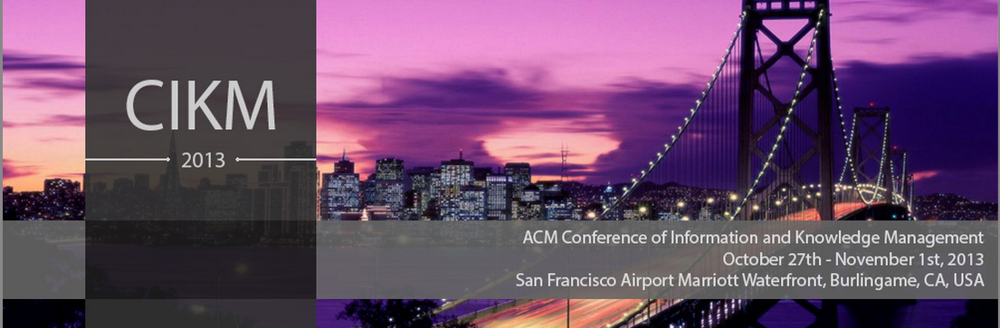 CIKM
2013
ACM Conference of Information and Knowledge Management
October 27th - November 1st, 2013
San Francisco Airport Marriott Waterfront, Burlingame, CA, USA